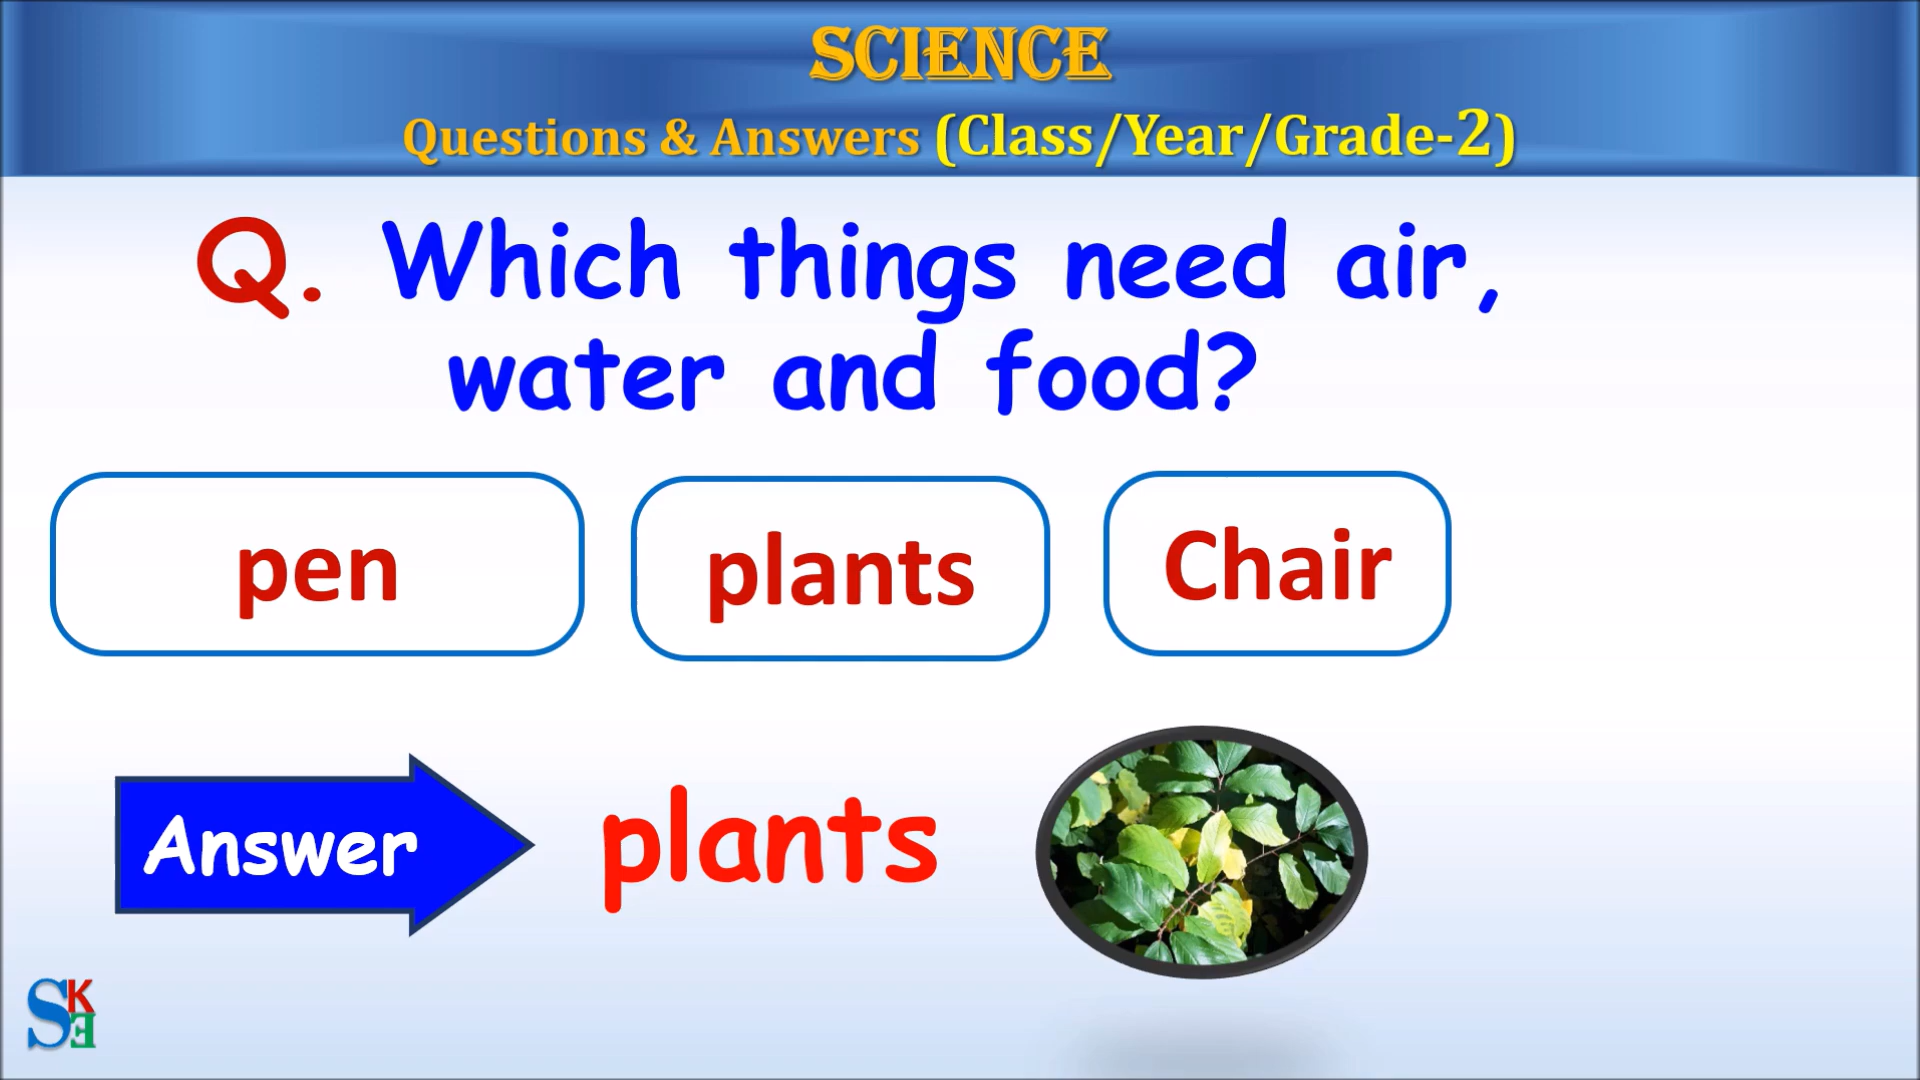 SCIENCE
Questions & Answers (Class/Year/Grade-2)
Q. Which things need air,
water and food?
pen
plants
Chair
Answer
plants
SKE